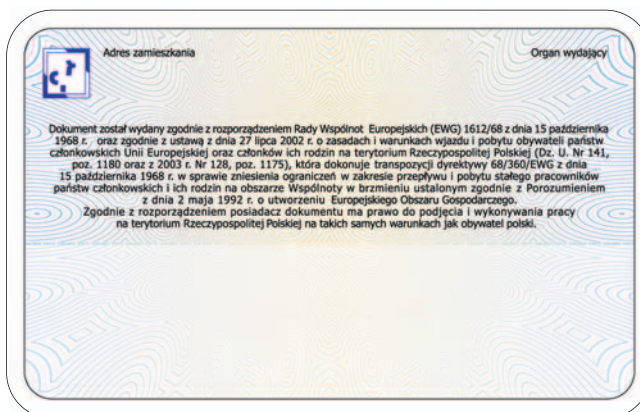 Adres zamieszkania Organ wydający
Dokument został wydany zgodnie z rozporządzeniem Rady Wspólnot Europejskich (EWG) 1612/68 z dnia 15 października
1968 r. oraz zgodnie z ustawą z dnia 27 lipca 2002 r. o zasadach i warunkach wjazdu i pobytu obywateli państw
członkowskich Unii Europejskiej oraz członków ich rodzin na terytorium Rzeczypospolitej Polskiej (Dz. U. Nr 141,
poz. 1180 oraz z 2003 r. Nr 128, poz. 1175), która dokonuje transpozycji dyrektywy 68/360/EWG z dnia
15 października 1968 r. w sprawie zniesienia ograniczeń w zakresie przepływu i pobytu stałego pracowników
państw członkowskich i ich rodzin na obszarze Wspólnoty w brzmieniu ustalonym zgodnie z Porozumieniem
z dnia 2 maja 1992 r. o utworzeniu Europejskiego Obszaru Gospodarczego.
Zgodnie z rozporządzeniem posiadacz dokumentu ma prawo do podjęcia i wykonywania pracy
na terytorium Rzeczypospolitej Polskiej na takich samych warunkach jak obywatel polski.